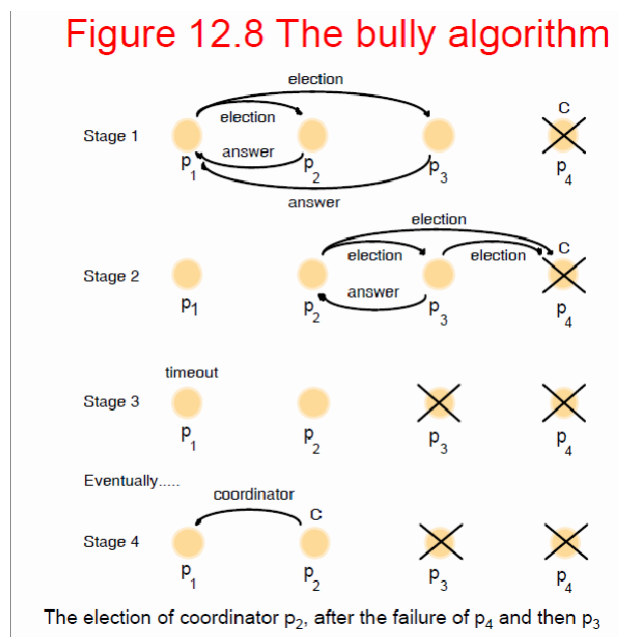 Figure 12.8 The bully algorithm
election
C
election
Stage 1
answer
p1 p2 p3 p4
answer
election
C
election election
Stage 2
answer
p1 p2 p3 p4
timeout
Stage 3
p1 p2 p3 p4
Eventually.....
coordinator
C
Stage 4
p1 p2 p3 p4
The election of coordinator p2, after the failure of p4 and then p3